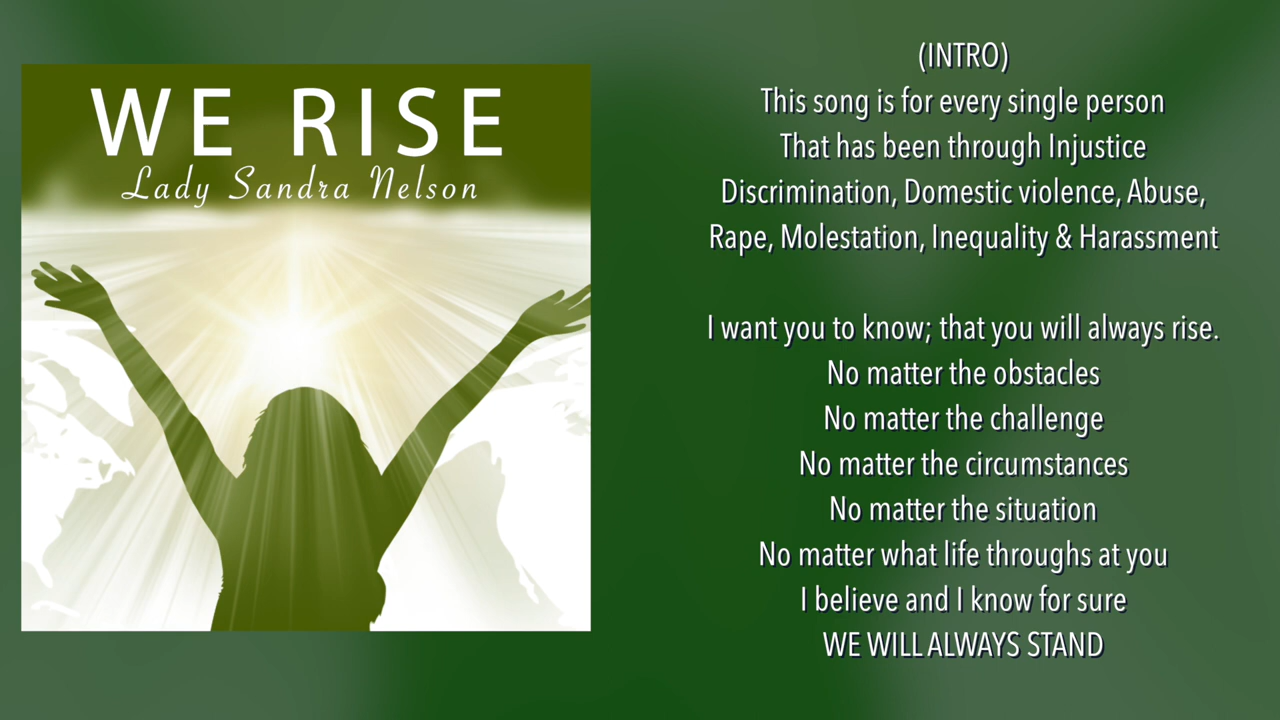 WE RISE
Lady Sandra Nelson
(INTRO)
This song is for every single person
That has been through Injustice
Discrimination, Domestic violence, Abuse,
Rape, Molestation, Inequality & Harassment
I want you to know; that you will always rise.
No matter the obstacles
No matter the challenge
No matter the circumstances
No matter the situation
No matter what life throughs at you
I believe and I know for sure
WE WILL ALWAYS STAND